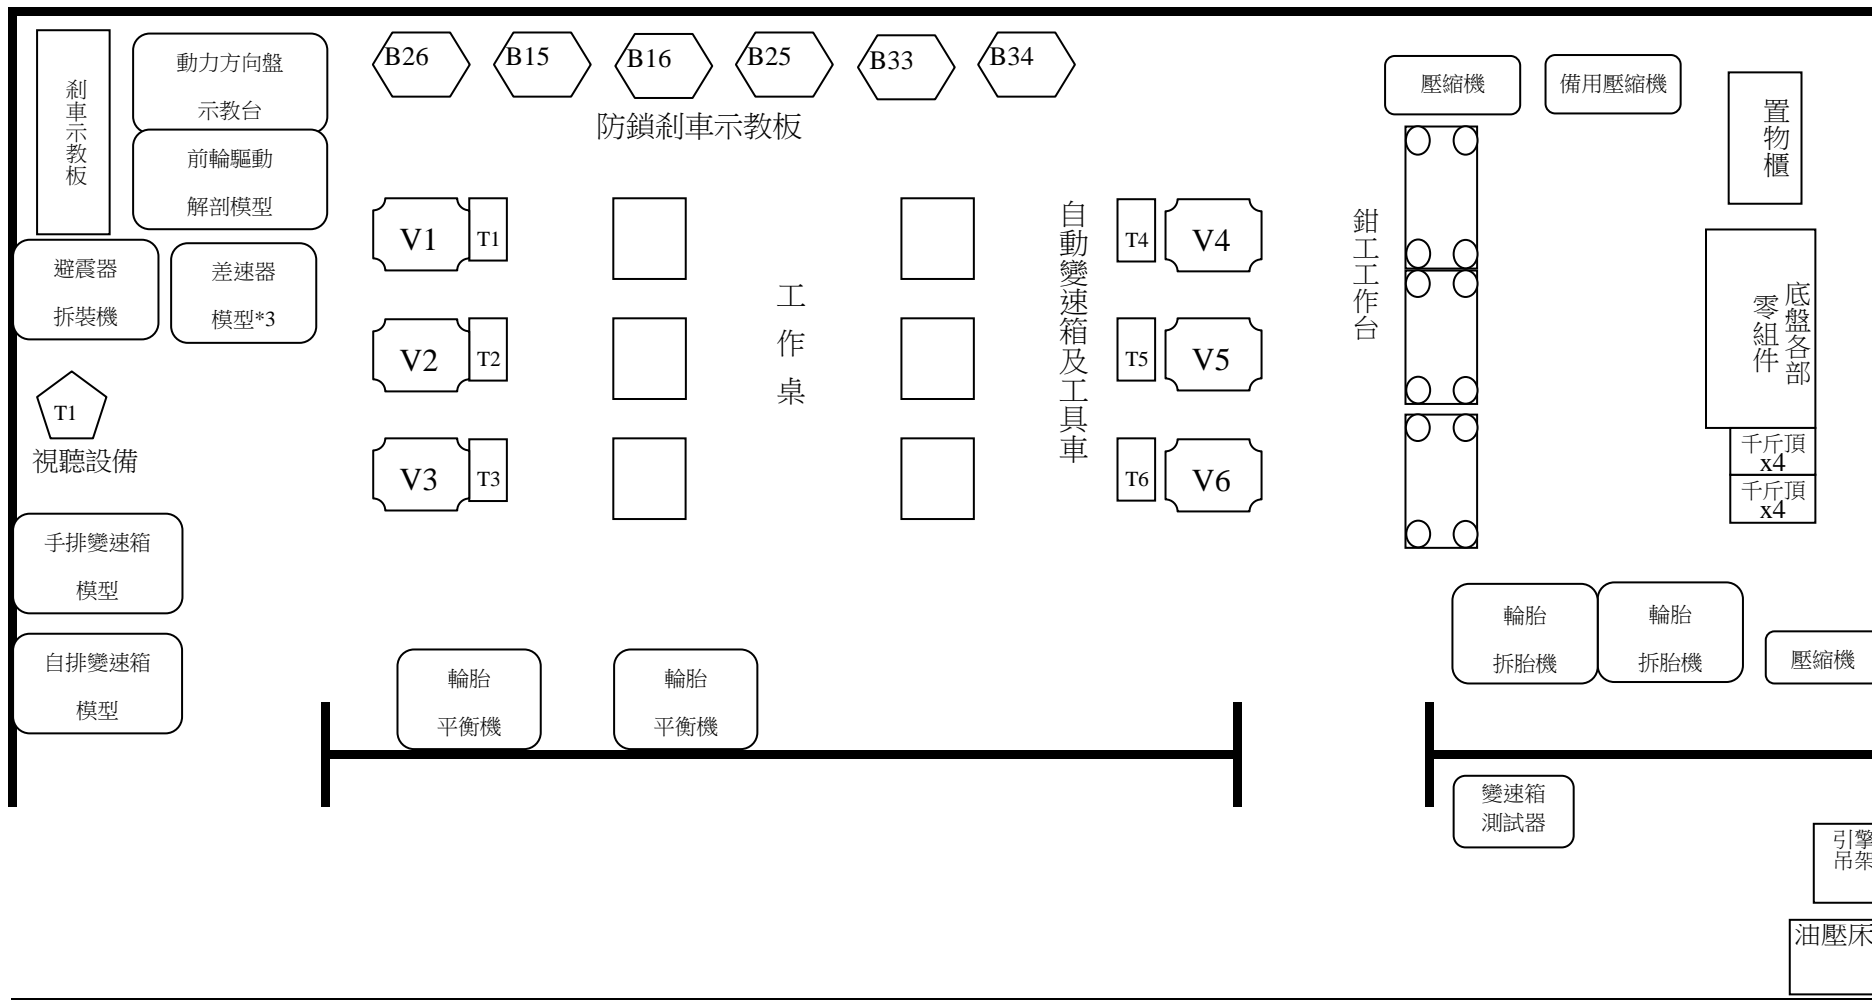 剎車示教板
動力方向盤
示教台
前輪驅動
解剖模型
B26
B15
B16
B25
B33
B34
防鎖剎車示教板
壓縮機
備用壓縮機
置物櫃
避震器
拆裝機
差速器
模型*3
V1
T1
V2
T2
V3
T3
工作桌
自動變速箱及工具車
T4
V4
T5
V5
T6
V6
鉗工工作台
底盤各部
零組件
千斤頂
x4
千斤頂
x4
T1
視聽設備
手排變速箱
模型
自排變速箱
模型
輪胎
平衡機
輪胎
平衡機
輪胎
拆胎機
輪胎
拆胎機
壓縮機
變速箱
測試器
引擎
吊架
油壓床